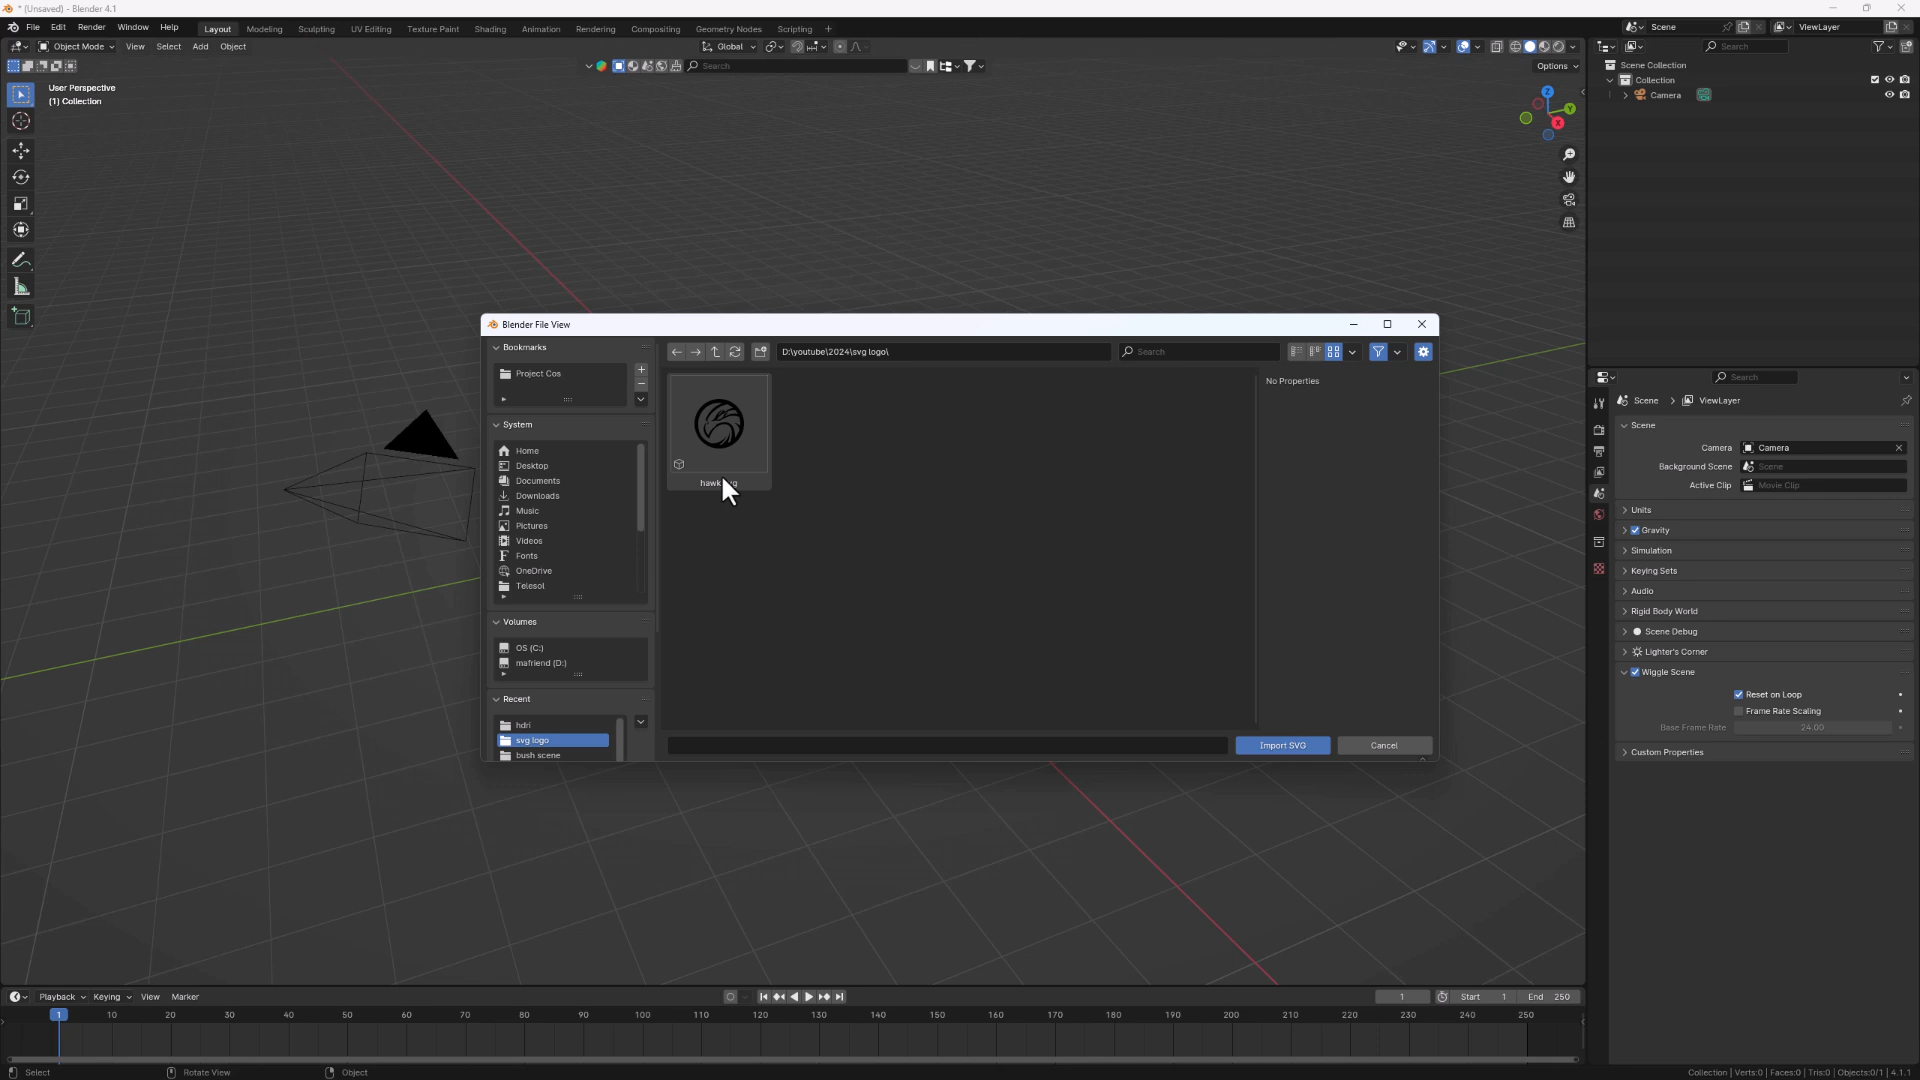 * (Unsaved) - Blender 4.1
File Edit Render Window Help
Layout Modeling Sculpting UV Editing Texture Paint Shading Animation Rendering Compositing Geometry Nodes Scripting +
Scene
ViewLayer
Object Mode View Select Add Object
Global
Search
Search
Options
User Perspective
(1) Collection
Z
Y
X
Scene Collection
Collection
Camera
Blender File View
Bookmarks
Project Cos
D:\youtube\2024\svg logo\
Search
No Properties
System
Home
Desktop
Documents
Downloads
Music
Pictures
Videos
Fonts
OneDrive
Telesol
Volumes
OS (C:)
mafriend (D:)
Recent
hdri
svg logo
bush scene
Import SVG
Cancel
Search
Scene > ViewLayer
Scene
Camera Camera
Background Scene Scene
Active Clip Movie Clip
Units
Gravity
Simulation
Keying Sets
Audio
Rigid Body World
Scene Debug
Lighter's Corner
Wiggle Scene
Reset on Loop
Frame Rate Scaling
Base Frame Rate 24.00
Custom Properties
Playback Keying View Marker
1
Start 1
End 250
1 10 20 30 40 50 60 70 80 90 100 110 120 130 140 150 160 170 180 190 200 210 220 230 240 250
Select
Rotate View
Object
Collection | Verts:0 | Faces:0 | Tris:0 | Objects:0/1 | 4.1.1